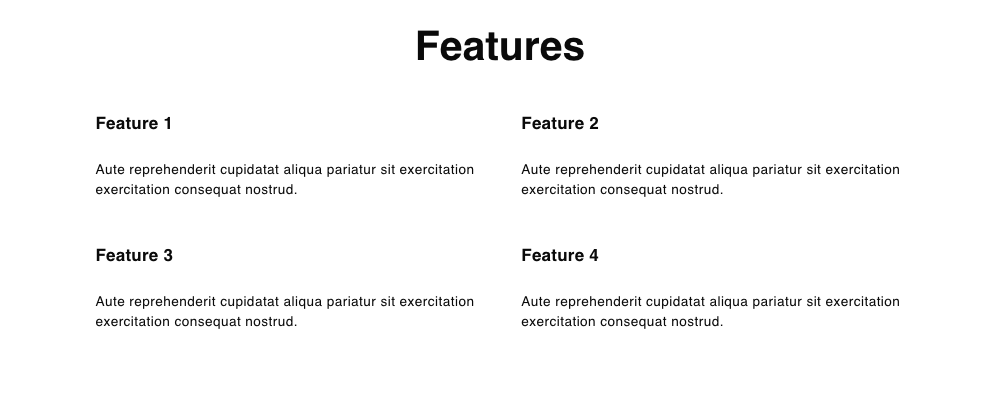 Features
Feature 1
Aute reprehenderit cupidatat aliqua pariatur sit exercitation
exercitation consequat nostrud.
Feature 2
Aute reprehenderit cupidatat aliqua pariatur sit exercitation
exercitation consequat nostrud.
Feature 3
Aute reprehenderit cupidatat aliqua pariatur sit exercitation
exercitation consequat nostrud.
Feature 4
Aute reprehenderit cupidatat aliqua pariatur sit exercitation
exercitation consequat nostrud.